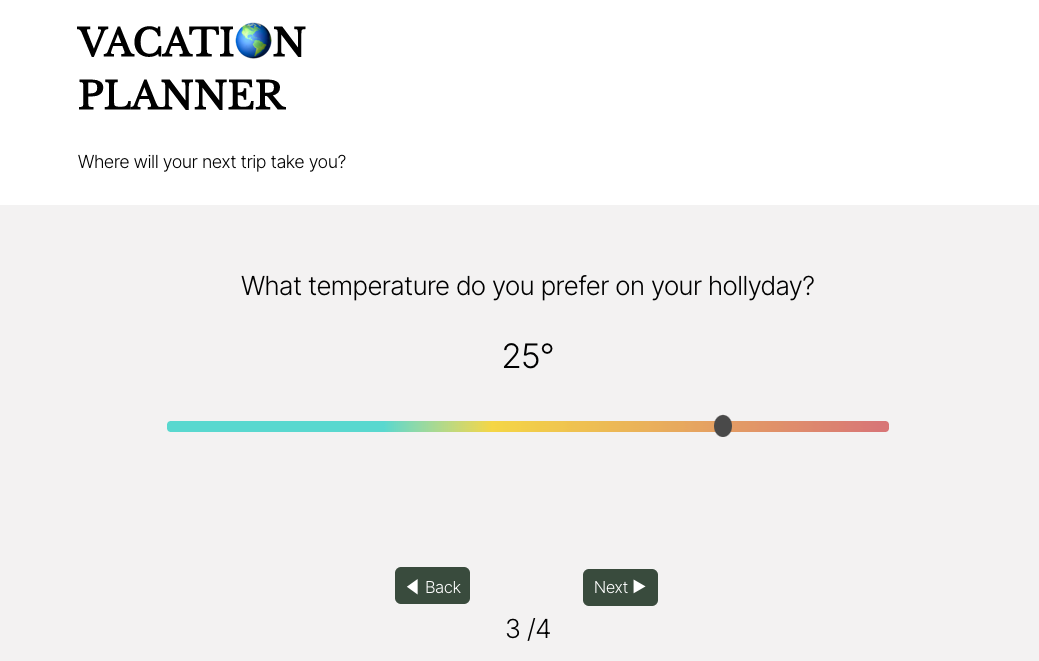 VACATI🌎N
PLANNER
Where will your next trip take you?
What temperature do you prefer on your hollyday?
25°
◀ Back
Next ▶
3 /4